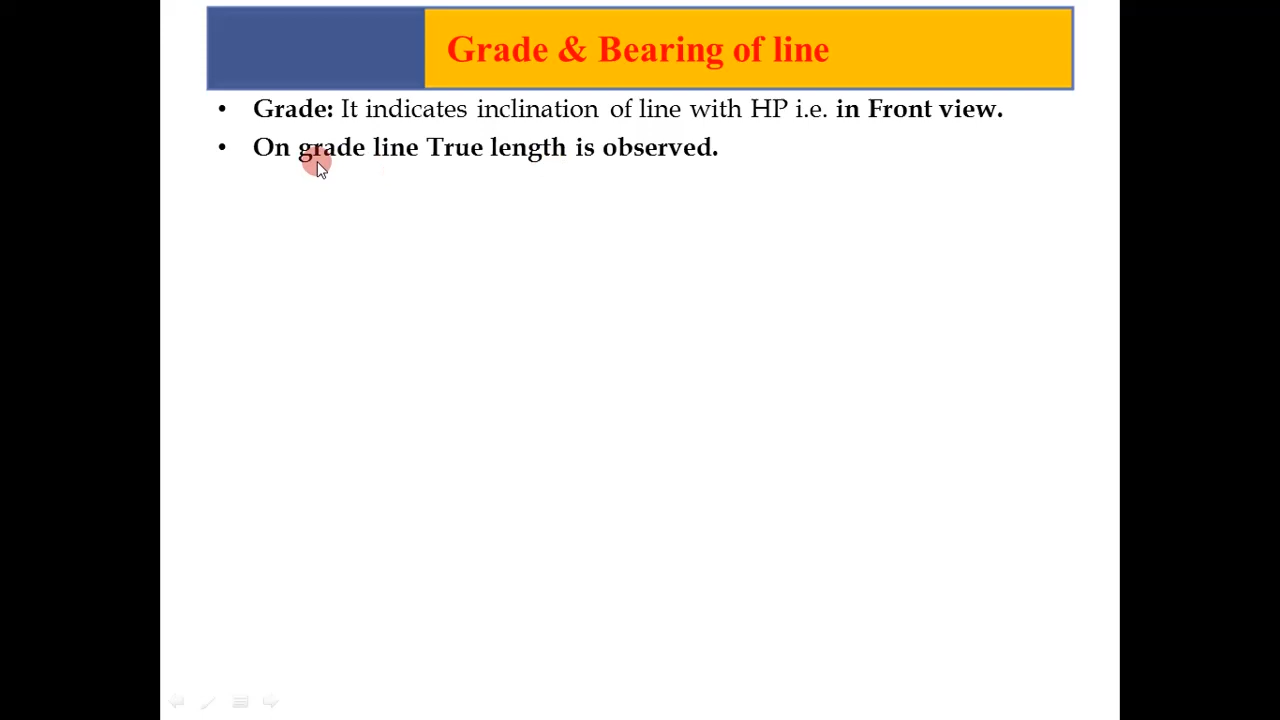 Grade & Bearing of line
• Grade: It indicates inclination of line with HP i.e. in Front view.
• On grade line True length is observed.